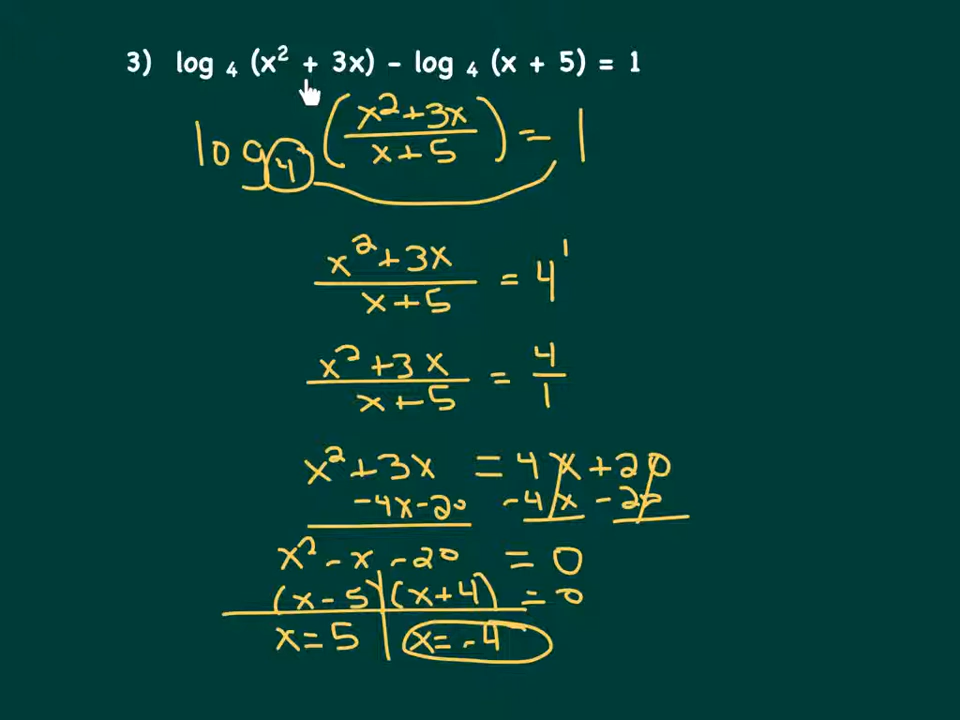 3) log ₄ (x² + 3x) – log ₄ (x + 5) = 1
log₄ ((x²+3x)/(x+5)) = 1
(x²+3x)/(x+5) = 4¹
(x²+3x)/(x+5) = 4/1
x²+3x = 4x+20
-4x-20 -4x -20
x² - x - 20 = 0
(x-5)(x+4) = 0
x=5 x=-4